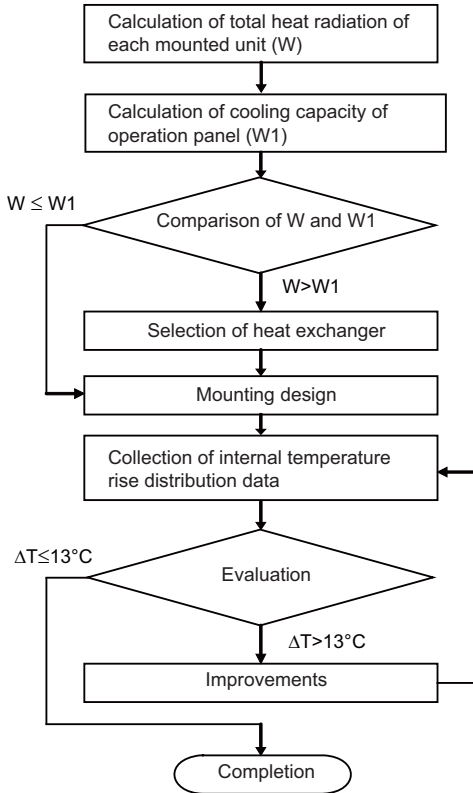 Calculation of total heat radiation of
each mounted unit (W)
Calculation of cooling capacity of
operation panel (W1)
W ≤ W1
Comparison of W and W1
W>W1
Selection of heat exchanger
Mounting design
Collection of internal temperature
rise distribution data
ΔT≤13°C
Evaluation
ΔT>13°C
Improvements
Completion